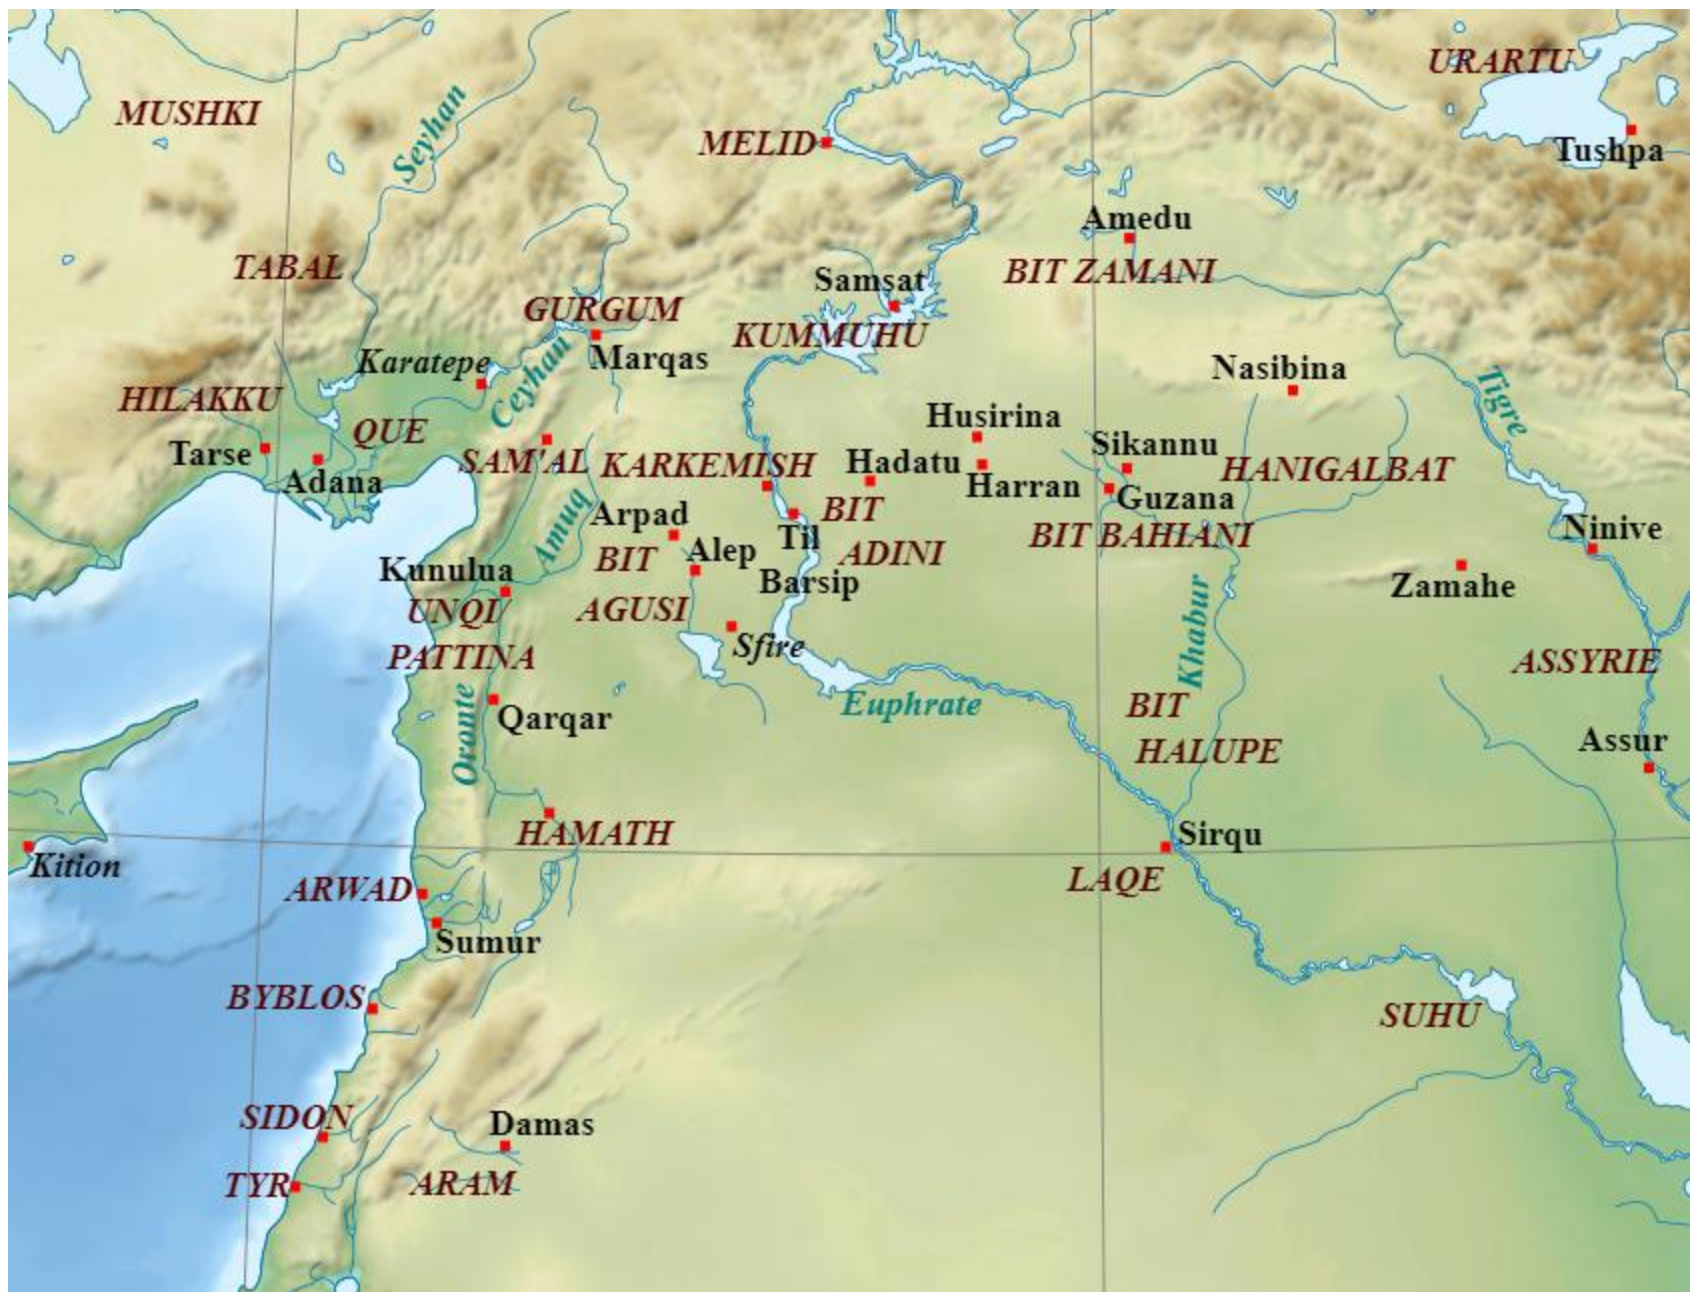 URARTU
MUSHKI
Seyhan
MELID
Tushpa
Amedu
TABAL
BIT ZAMANI
Samsat
GURGUM
KUMMUHU
Marqas
Karatepe
Nasibina
Ceyhan
HILAKKU
Tigre
Husirina
QUE
Sikannu
Tarse
SAM'AL
KARKEMISH
Hadatu
HANIGALBAT
Adana
Harran
Guzana
BIT
ADINI
Arpad
Amuq
Til
Barsip
BIT BAHIANI
Ninive
Alep
BIT
AGUSI
Kunulua
Zamahe
UNQI/
PATTINA
Khabur
Sfire
ASSYRIE
Euphrate
BIT
HALUPE
Qarqar
Oronte
Assur
HAMATH
Sirqu
Kition
LAQE
ARWAD
Sumur
BYBLOS
SUHU
SIDON
Damas
TYR
ARAM